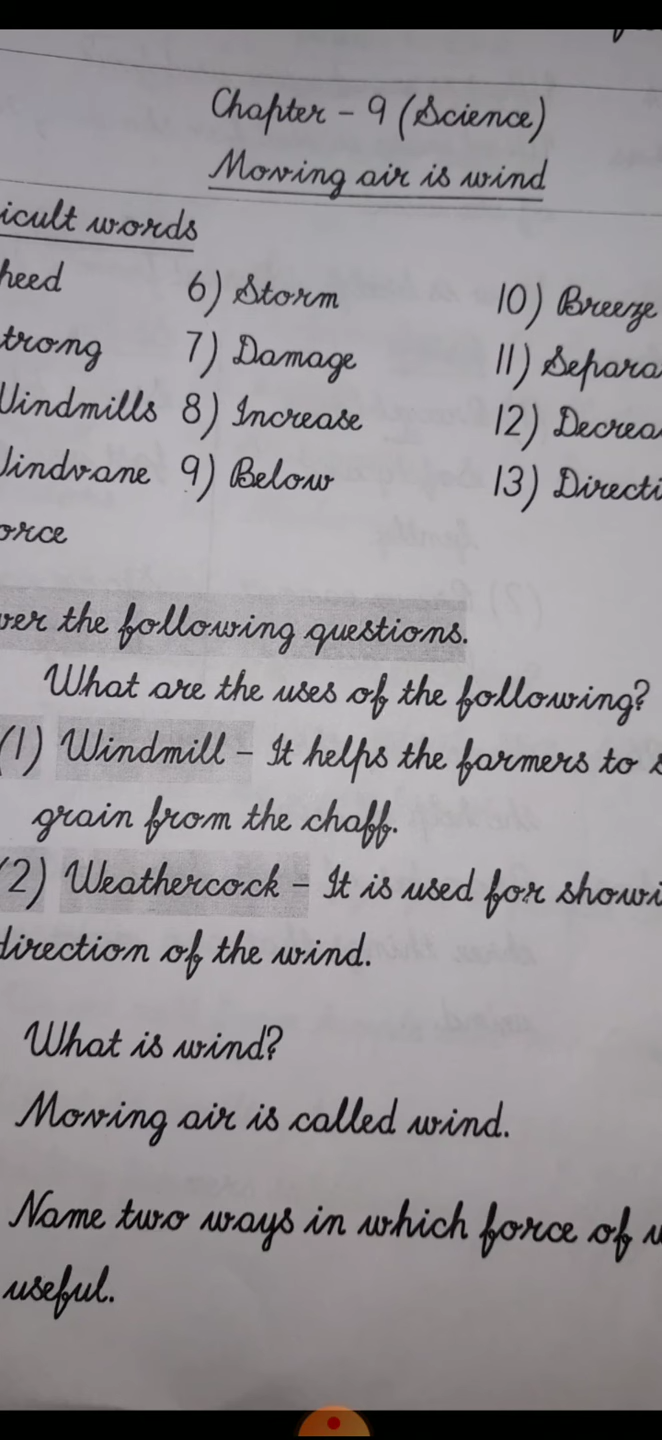 Chapter - 9 (Science)
Moving air is wind
icult words
heed 6) Storm 10) Breeze
trong 7) Damage 11) Separa
Windmills 8) Increase 12) Decrea
Windvane 9) Below 13) Directi
orce
ver the following questions.
What are the uses of the following?
(1) Windmill - It helps the farmers to s
grain from the chaff.
(2) Weathercock - It is used for showi
direction of the wind.
What is wind?
Moving air is called wind.
Name two ways in which force of w
useful.